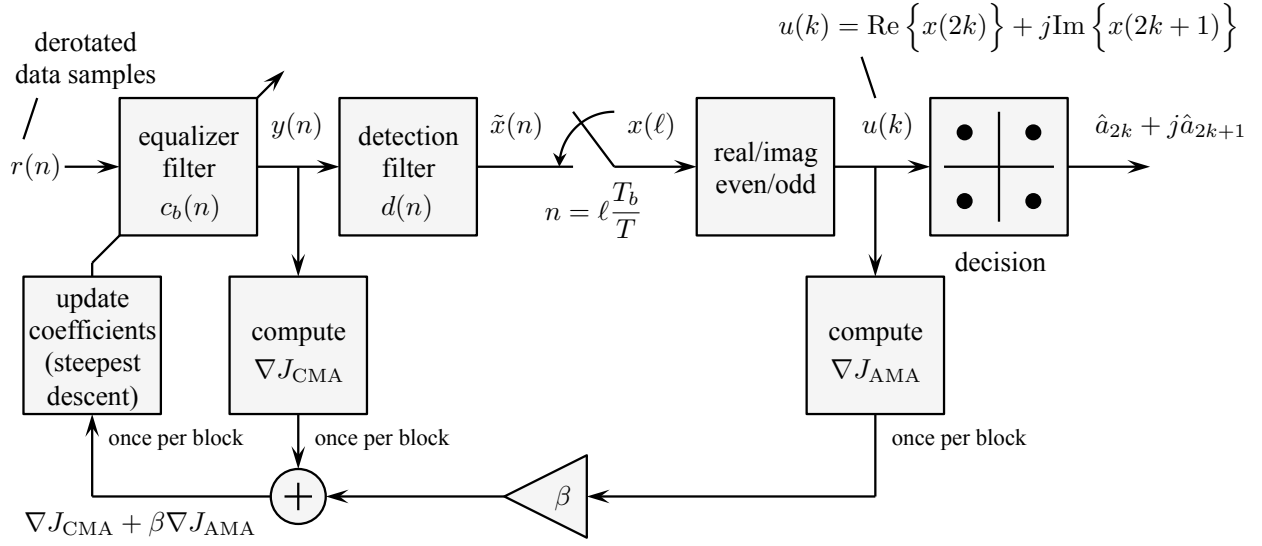 u(k) = Re {x(2k)} + jIm {x(2k + 1)}
derotated
data samples
r(n)
equalizer
filter
c_b(n)
y(n)
detection
filter
d(n)
x̃(n)
n = ℓ T_b/T
x(ℓ)
real/imag
even/odd
u(k)
decision
â_{2k} + jâ_{2k+1}
update
coefficients
(steepest
descent)
compute
∇J_CMA
compute
∇J_AMA
once per block
once per block
once per block
+
β
∇J_CMA + β∇J_AMA